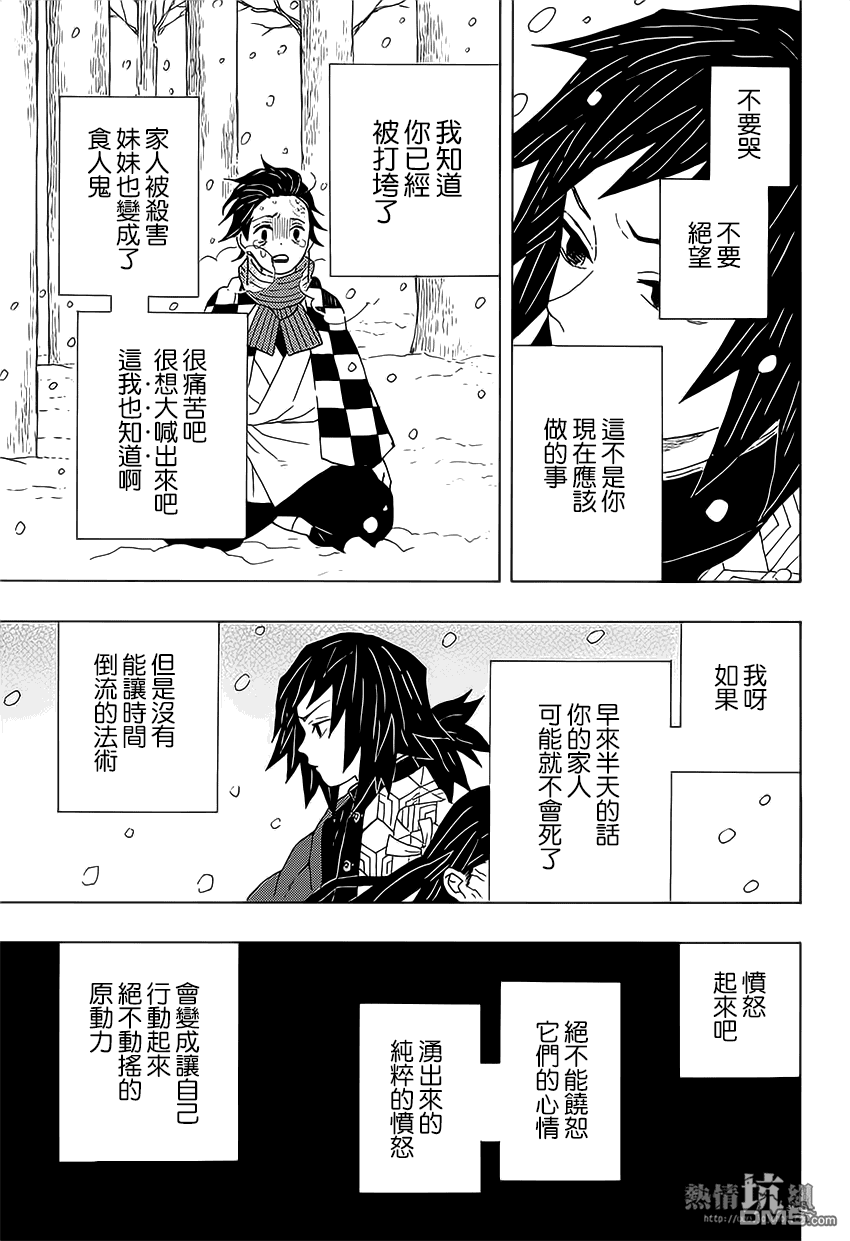 不要哭
不要
絕望
這不是你
現在應該
做的事
我知道
你已經
被打垮了
家人被殺害
妹妹也變成了
食人鬼
很痛苦吧
很想大喊出來吧
這我也知道啊
我呀
如果
早來半天的話
你的家人
可能就不會死了
但是沒有
能讓時間
倒流的法術
憤怒
起來吧
絕不能饒恕
它們的心情
湧出來的
純粹的憤怒
會變成讓自己
行動起來
絕不動搖的
原動力
熱情坑組
DM5